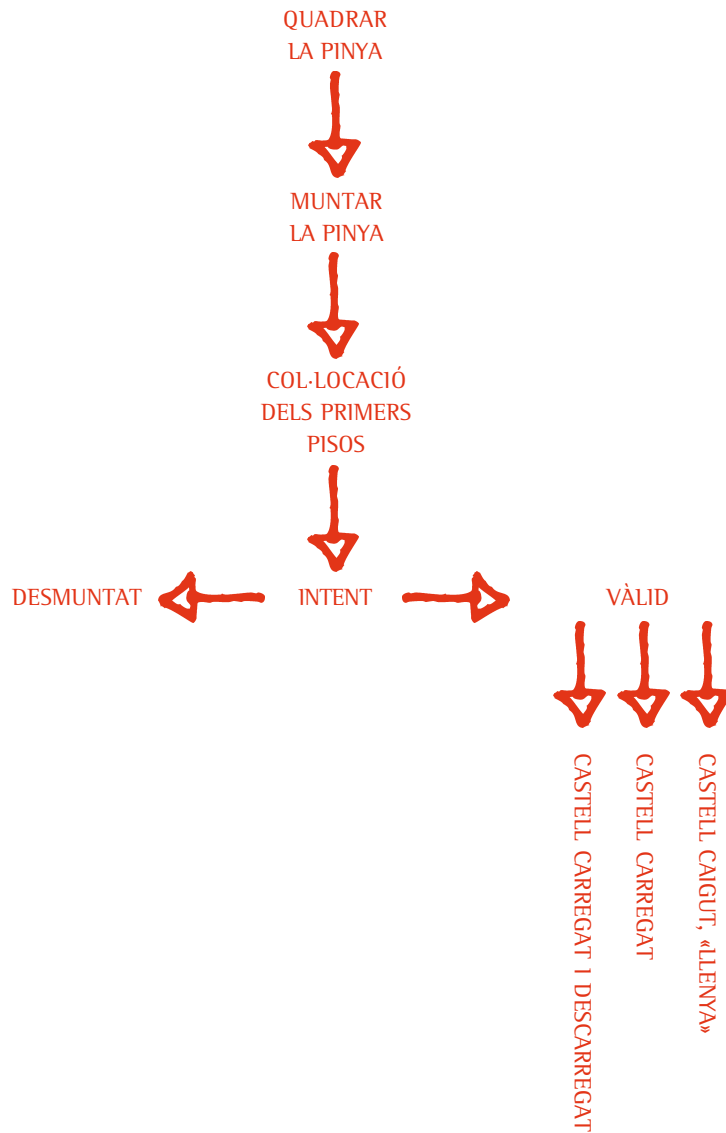 QUADRAR
LA PINYA
MUNTAR
LA PINYA
COL·LOCACIÓ
DELS PRIMERS
PISOS
DESMUNTAT
INTENT
VÀLID
CASTELL CARREGAT I DESCARREGAT
CASTELL CARREGAT
CASTELL CAIGUT, «LLENYA»